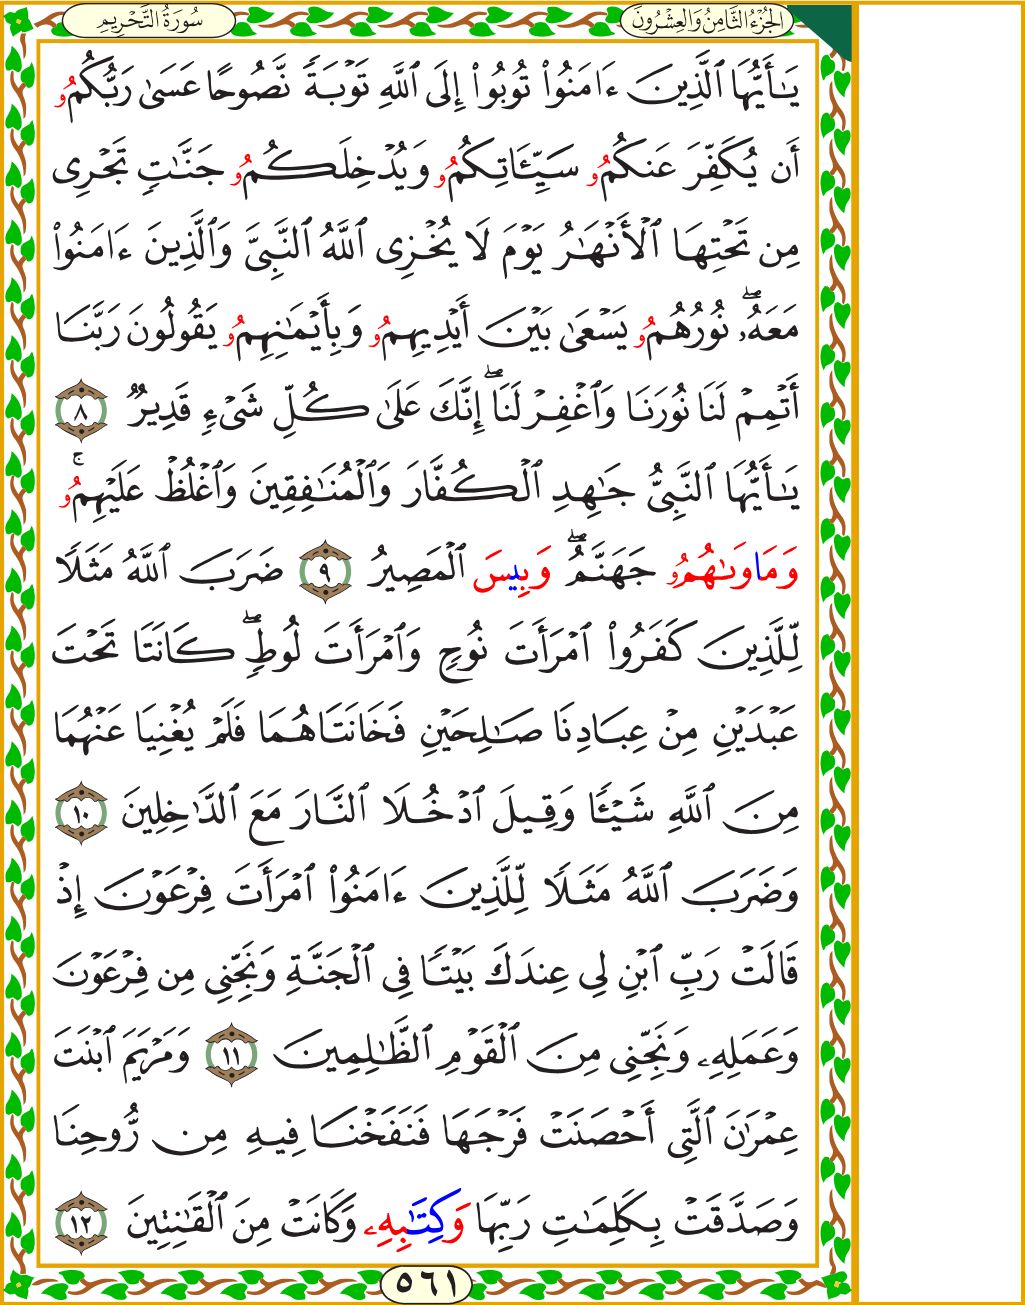 الجُزْءُ الثَّامِنُ وَالعِشْرُونَ
سُورَةُ التَّحْرِيم
يَٰٓأَيُّهَا ٱلَّذِينَ ءَامَنُوا۟ تُوبُوٓا۟ إِلَى ٱللَّهِ تَوْبَةً نَّصُوحًا عَسَىٰ رَبُّكُمُۥ
أَن يُكَفِّرَ عَنكُمُۥ سَيِّـَٔاتِكُمُۥ وَيُدْخِلَكُمُۥ جَنَّٰتٍ تَجْرِى
مِن تَحْتِهَا ٱلْأَنْهَٰرُ يَوْمَ لَا يُخْزِى ٱللَّهُ ٱلنَّبِىَّ وَٱلَّذِينَ ءَامَنُوا۟
مَعَهُۥۖ نُورُهُمُۥ يَسْعَىٰ بَيْنَ أَيْدِيهِمُۥ وَبِأَيْمَٰنِهِمُۥ يَقُولُونَ رَبَّنَا
أَتْمِمْ لَنَا نُورَنَا وَٱغْفِرْ لَنَاۖ إِنَّكَ عَلَىٰ كُلِّ شَىْءٍ قَدِيرٌ ٨
يَٰٓأَيُّهَا ٱلنَّبِىُّ جَٰهِدِ ٱلْكُفَّارَ وَٱلْمُنَٰفِقِينَ وَٱغْلُظْ عَلَيْهِمُۥۚ
وَمَاوَىٰهُمُۥ جَهَنَّمُۖ وَبِيسَ ٱلْمَصِيرُ ٩ ضَرَبَ ٱللَّهُ مَثَلًا
لِّلَّذِينَ كَفَرُوا۟ ٱمْرَأَتَ نُوحٍ وَٱمْرَأَتَ لُوطٍۖ كَانَتَا تَحْتَ
عَبْدَيْنِ مِنْ عِبَادِنَا صَٰلِحَيْنِ فَخَانَتَاهُمَا فَلَمْ يُغْنِيَا عَنْهُمَا
مِنَ ٱللَّهِ شَيْـًٔا وَقِيلَ ٱدْخُلَا ٱلنَّارَ مَعَ ٱلدَّٰخِلِينَ ١٠
وَضَرَبَ ٱللَّهُ مَثَلًا لِّلَّذِينَ ءَامَنُوا۟ ٱمْرَأَتَ فِرْعَوْنَ إِذْ
قَالَتْ رَبِّ ٱبْنِ لِى عِندَكَ بَيْتًا فِى ٱلْجَنَّةِ وَنَجِّنِى مِن فِرْعَوْنَ
وَعَمَلِهِۦ وَنَجِّنِى مِنَ ٱلْقَوْمِ ٱلظَّٰلِمِينَ ١١ وَمَرْيَمَ ٱبْنَتَ
عِمْرَٰنَ ٱلَّتِىٓ أَحْصَنَتْ فَرْجَهَا فَنَفَخْنَا فِيهِ مِن رُّوحِنَا
وَصَدَّقَتْ بِكَلِمَٰتِ رَبِّهَا وَكِتَٰبِهِۦ وَكَانَتْ مِنَ ٱلْقَٰنِتِينَ ١٢
٥٦١